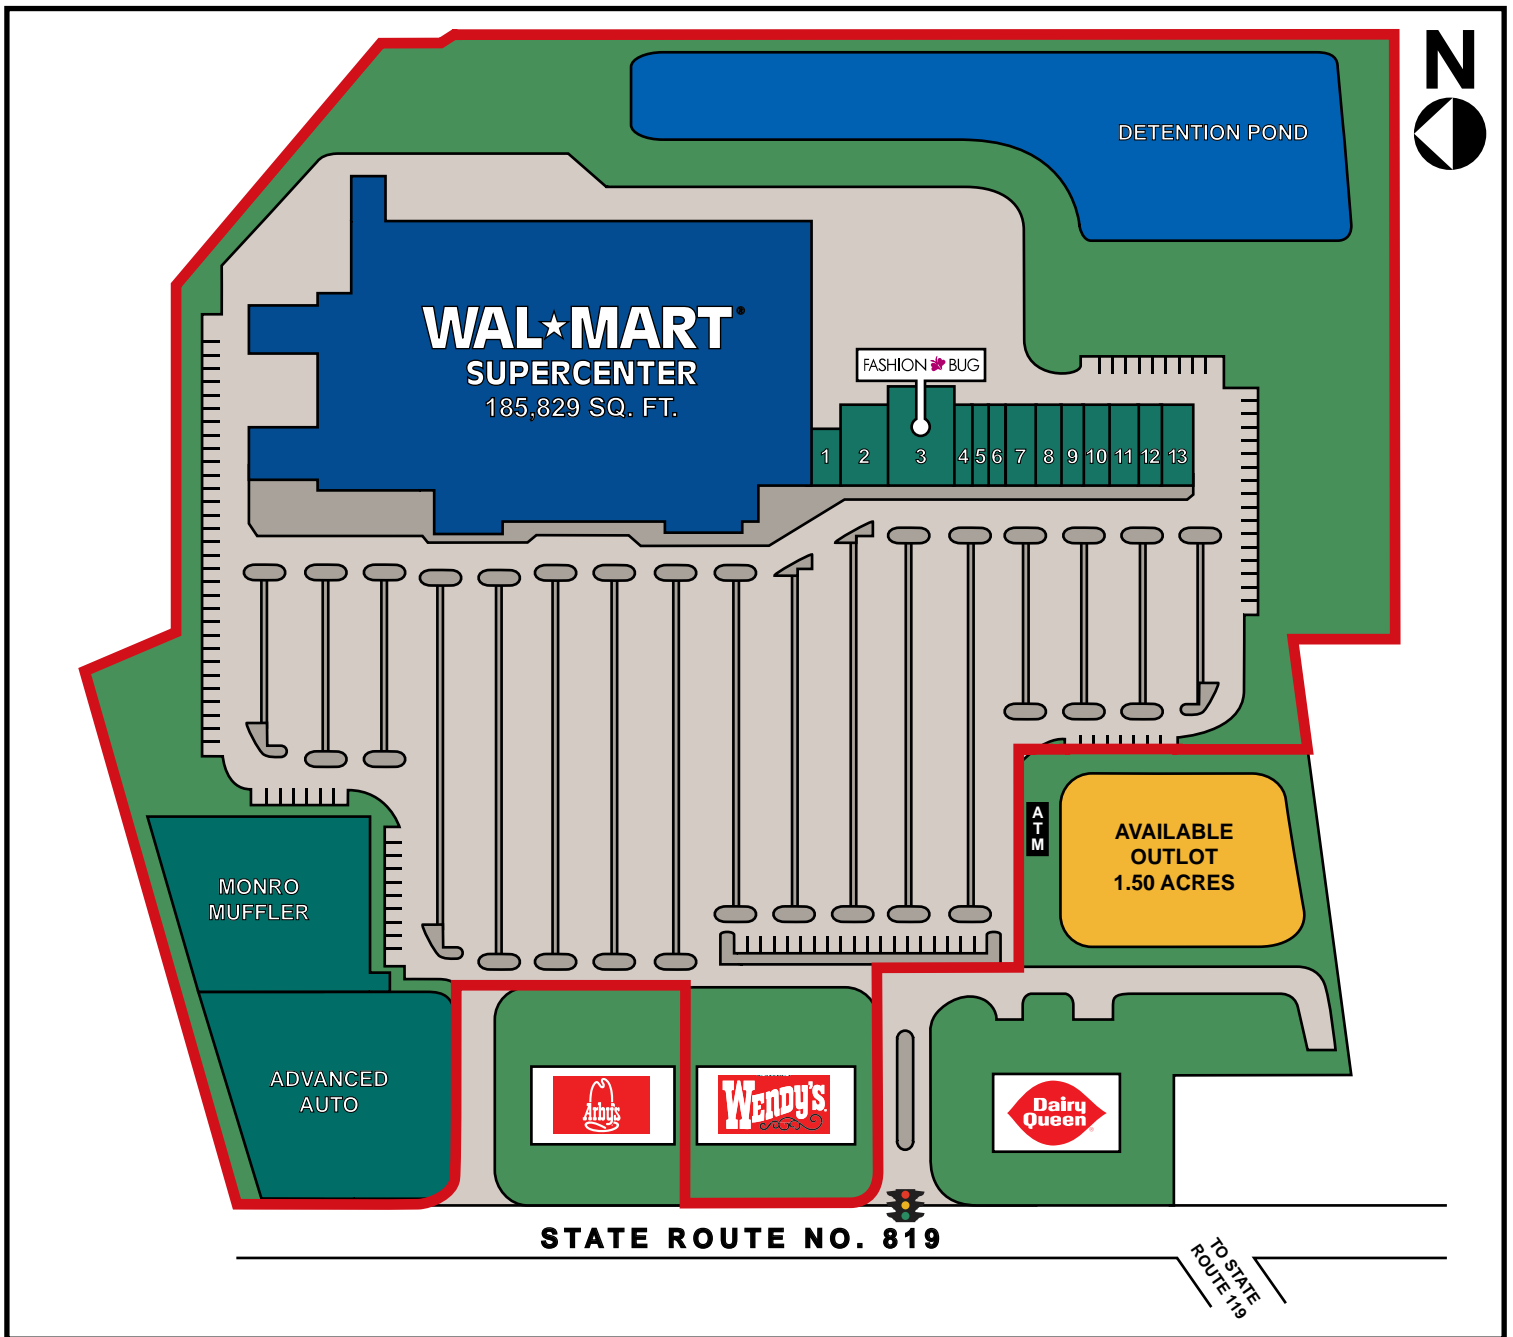 N
DETENTION POND
WAL★MART®
SUPERCENTER
185,829 SQ. FT.
FASHION BUG
1 2 3 4 5 6 7 8 9 10 11 12 13
ATM
AVAILABLE
OUTLOT
1.50 ACRES
MONRO
MUFFLER
ADVANCED
AUTO
Arby's
WENDY'S
Dairy
Queen
STATE ROUTE NO. 819
TO STATE
ROUTE 119